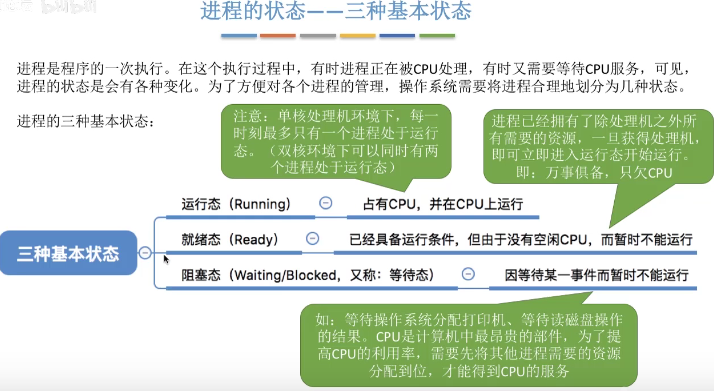 进程的状态——三种基本状态
进程是程序的一次执行。在这个执行过程中，有时进程正在被CPU处理，有时又需要等待CPU服务，可见，
进程的状态是会有各种变化。为了方便对各个进程的管理，操作系统需要将进程合理地划分为几种状态。
进程的三种基本状态：
注意：单核处理机环境下，每一
时刻最多只有一个进程处于运行
态。（双核环境下可以同时有两
个进程处于运行态）
进程已经拥有了除处理机之外所
有需要的资源，一旦获得处理机，
即可立即进入运行态开始运行。
即：万事俱备，只欠CPU
三种基本状态
运行态（Running）
占有CPU，并在CPU上运行
就绪态（Ready）
已经具备运行条件，但由于没有空闲CPU，而暂时不能运行
阻塞态（Waiting/Blocked，又称：等待态）
因等待某一事件而暂时不能运行
如：等待操作系统分配打印机、等待读磁盘操作
的结果。CPU是计算机中最昂贵的部件，为了提
高CPU的利用率，需要先将其他进程需要的资源
分配到位，才能得到CPU的服务